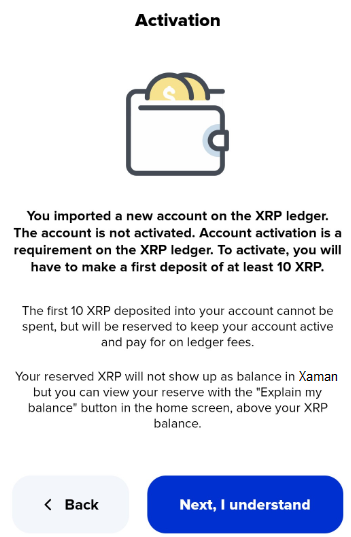 Activation
$
You imported a new account on the XRP ledger.
The account is not activated. Account activation is a
requirement on the XRP ledger. To activate, you will
have to make a first deposit of at least 10 XRP.
The first 10 XRP deposited into your account cannot be
spent, but will be reserved to keep your account active
and pay for on ledger fees.
Your reserved XRP will not show up as balance in Xaman
but you can view your reserve with the "Explain my
balance" button in the home screen, above your XRP
balance.
Back
Next, I understand